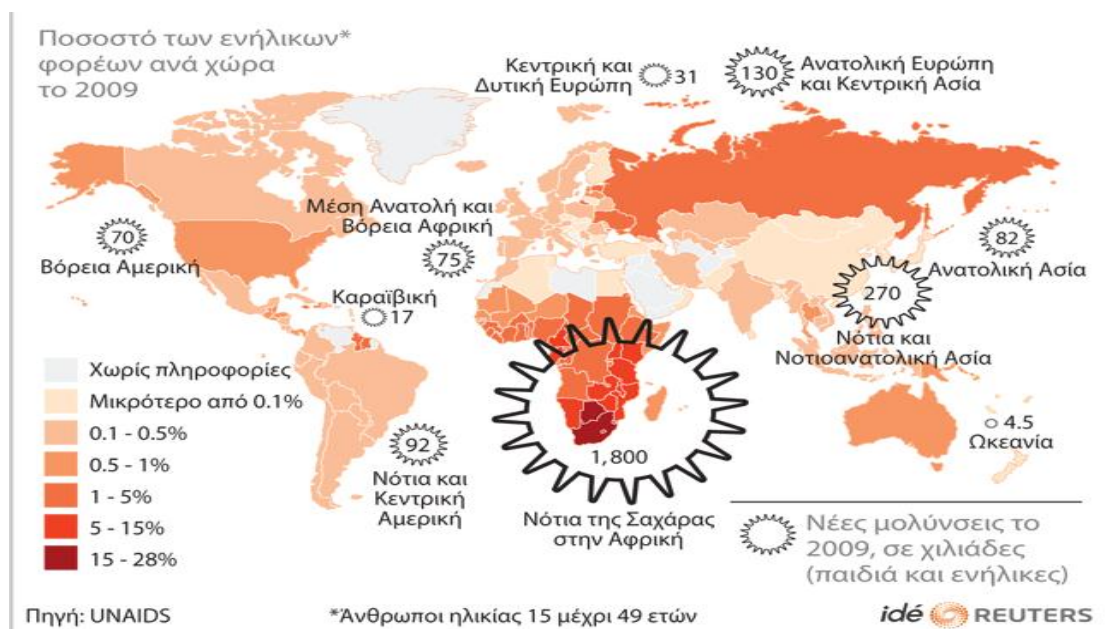 Ποσοστό των ενήλικων*
φορέων ανά χώρα
το 2009
Κεντρική και
Δυτική Ευρώπη
31
130
Ανατολική Ευρώπη
και Κεντρική Ασία
Μέση Ανατολή και
Βόρεια Αφρική
75
70
Βόρεια Αμερική
82
Ανατολική Ασία
Καραϊβική
17
270
Νότια και
Νοτιοανατολική Ασία
Χωρίς πληροφορίες
Μικρότερο από 0.1%
0.1 - 0.5%
0.5 - 1%
1 - 5%
5 - 15%
15 - 28%
92
Νότια και
Κεντρική
Αμερική
1,800
Νότια της Σαχάρας
στην Αφρική
4.5
Ωκεανία
Νέες μολύνσεις το
2009, σε χιλιάδες
(παιδιά και ενήλικες)
Πηγή: UNAIDS
*Άνθρωποι ηλικίας 15 μέχρι 49 ετών
idé REUTERS